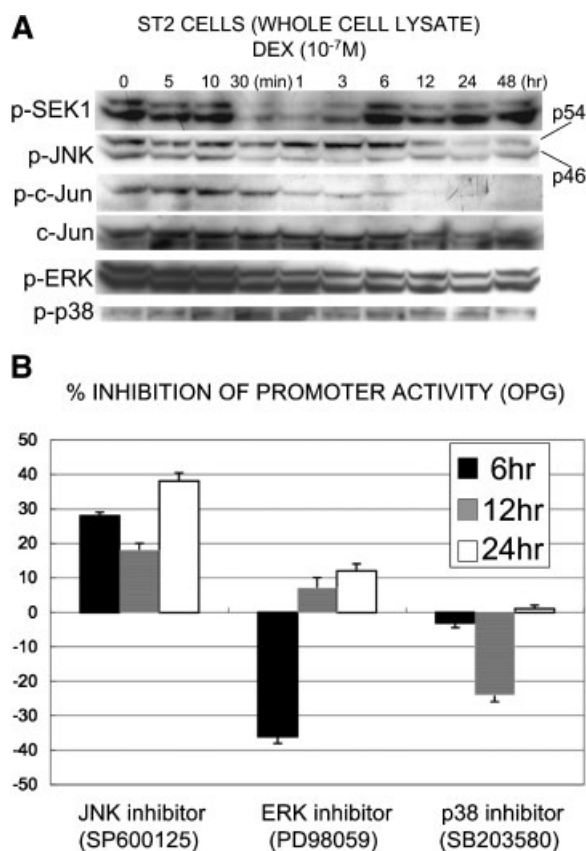 A
ST2 CELLS (WHOLE CELL LYSATE)
DEX (10-7M)
0 5 10 30 (min) 1 3 6 12 24 48 (hr)
p-SEK1
p54
p-JNK
p46
p-c-Jun
c-Jun
p-ERK
p-p38
B
% INHIBITION OF PROMOTER ACTIVITY (OPG)
50
40
30
20
10
0
-10
-20
-30
-40
-50
6hr
12hr
24hr
JNK inhibitor ERK inhibitor p38 inhibitor
(SP600125) (PD98059) (SB203580)